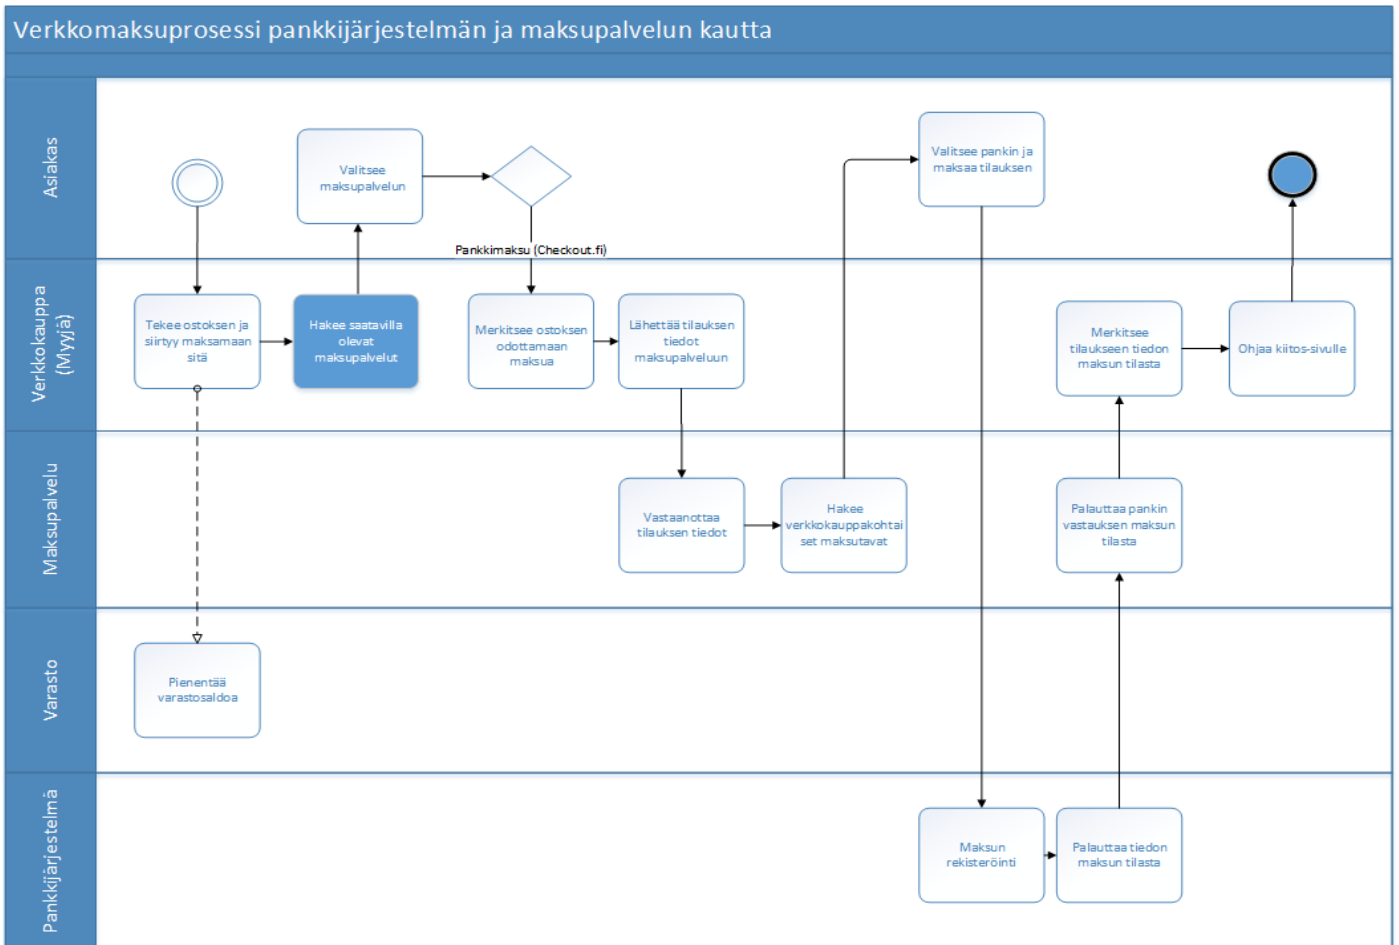 Verkkomaksuprosessi pankkijärjestelmän ja maksupalvelun kautta
Asiakas
Valitsee
maksupalvelun
Pankkimaksu (Checkout.fi)
Valitsee pankin ja
maksaa tilauksen
Verkkokauppa
(Myyjä)
Tekee ostoksen ja
siirtyy maksamaan
sitä
Hakee saatavilla
olevat
maksupalvelut
Merkitsee ostoksen
odottamaan
maksua
Lähettää tilauksen
tiedot
maksupalveluun
Merkitsee
tilaukseen tiedon
maksun tilasta
Ohjaa kiitos-sivulle
Maksupalvelu
Vastaanottaa
tilauksen tiedot
Hakee
verkkokauppakohtai
set maksutavat
Palauttaa pankin
vastauksen maksun
tilasta
Varasto
Pienentää
varastosaldoa
Pankkijärjestelmä
Maksun
rekisteröinti
Palauttaa tiedon
maksun tilasta